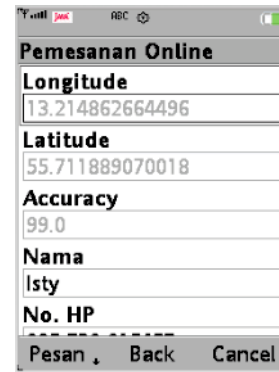 ABC
Pemesanan Online
Longitude
13.214862664496
Latitude
55.711889070018
Accuracy
99.0
Nama
Isty
No. HP
Pesan Back Cancel